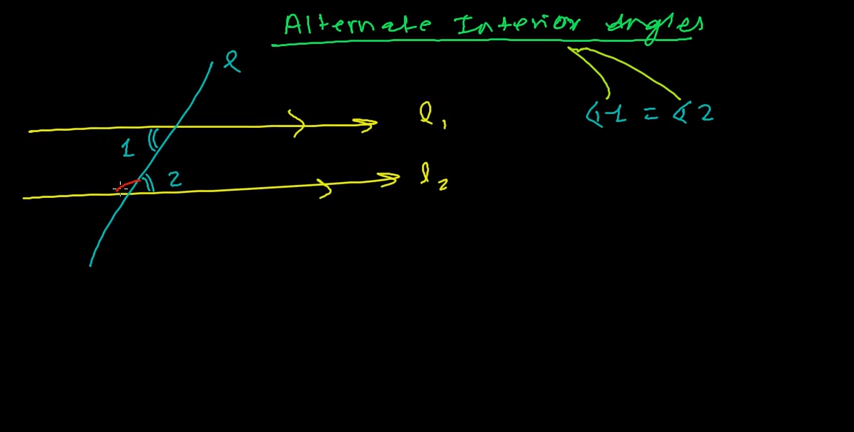 Alternate Interior Angles
l
l₁
∢1 = ∢2
1
2
l₂